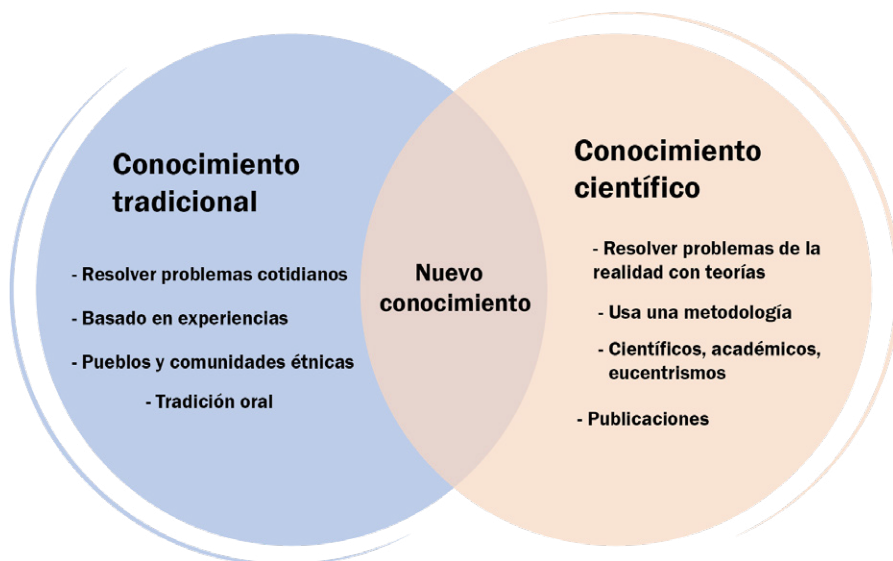 Conocimiento
tradicional
- Resolver problemas cotidianos
- Basado en experiencias
- Pueblos y comunidades étnicas
- Tradición oral
Nuevo
conocimiento
Conocimiento
científico
- Resolver problemas de la
realidad con teorías
- Usa una metodología
- Científicos, académicos,
eucentrismos
- Publicaciones